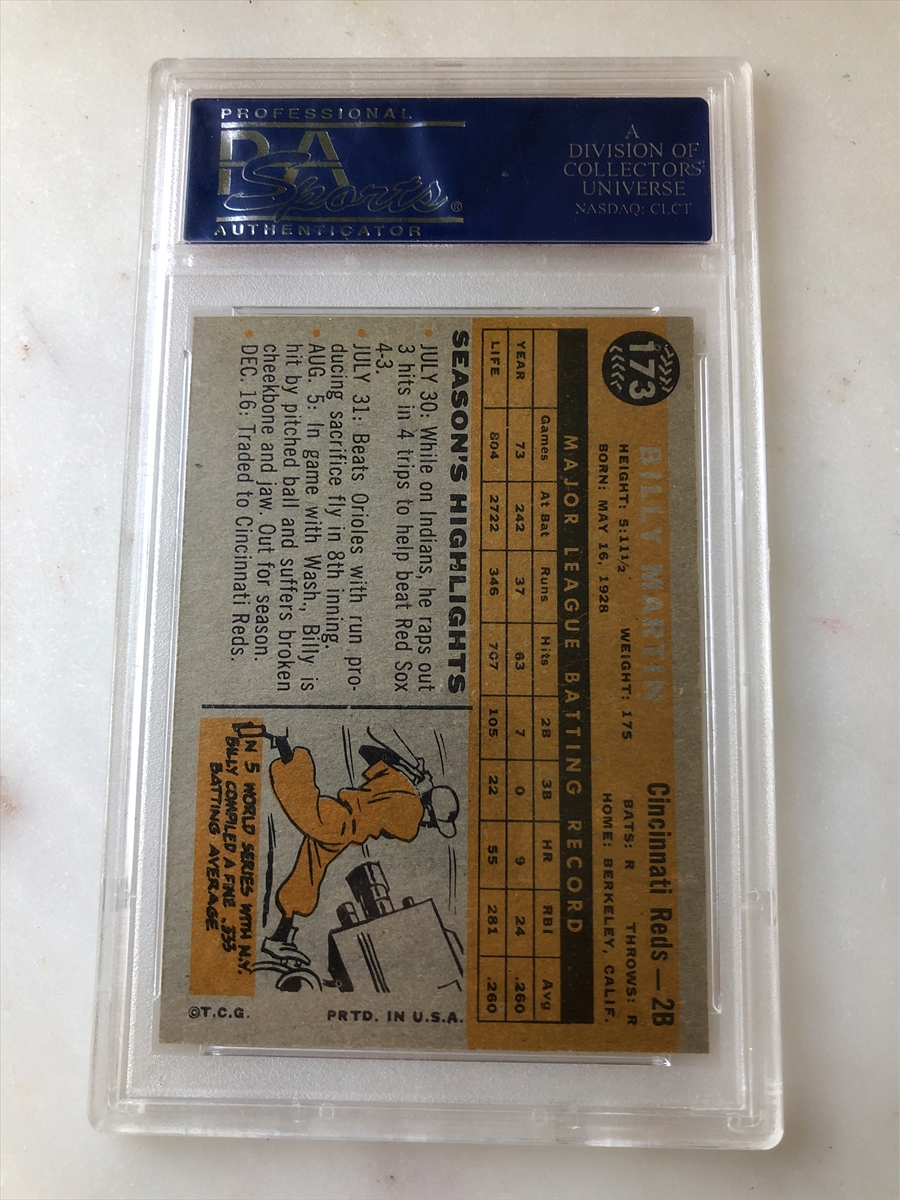 PROFESSIONAL
PSA
Sports®
AUTHENTICATOR
A
DIVISION OF
COLLECTORS
UNIVERSE
NASDAQ: CLCT
173
BILLY MARTIN
Cincinnati Reds — 2B
HEIGHT: 5:11½ WEIGHT: 175 BATS: R THROWS: R
BORN: MAY 16, 1928 HOME: BERKELEY, CALIF.
MAJOR LEAGUE BATTING RECORD
Games At Bat Runs Hits 2B 3B HR RBI Avg
YEAR 73 242 37 63 7 0 9 24 .260
LIFE 804 2722 346 707 105 22 55 281 .260
SEASON'S HIGHLIGHTS
• JULY 30: While on Indians, he raps out
3 hits in 4 trips to help beat Red Sox
4-3.
• JULY 31: Beats Orioles with run pro-
ducing sacrifice fly in 8th inning.
• AUG. 5: In game with Wash., Billy is
hit by pitched ball and suffers broken
cheekbone and jaw. Out for season.
• DEC. 16: Traded to Cincinnati Reds.
IN 5 WORLD SERIES WITH N.Y.
BILLY COMPILED A FINE .333
BATTING AVERAGE
©T.C.G.
PRTD. IN U.S.A.